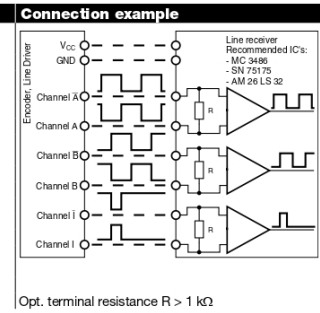 Connection example
Encoder, Line Driver
Vcc
GND
Channel A̅
Channel A
Channel B̅
Channel B
Channel I̅
Channel I
Line receiver
Recommended IC's:
- MC 3486
- SN 75175
- AM 26 LS 32
R
R
R
Opt. terminal resistance R > 1 kΩ